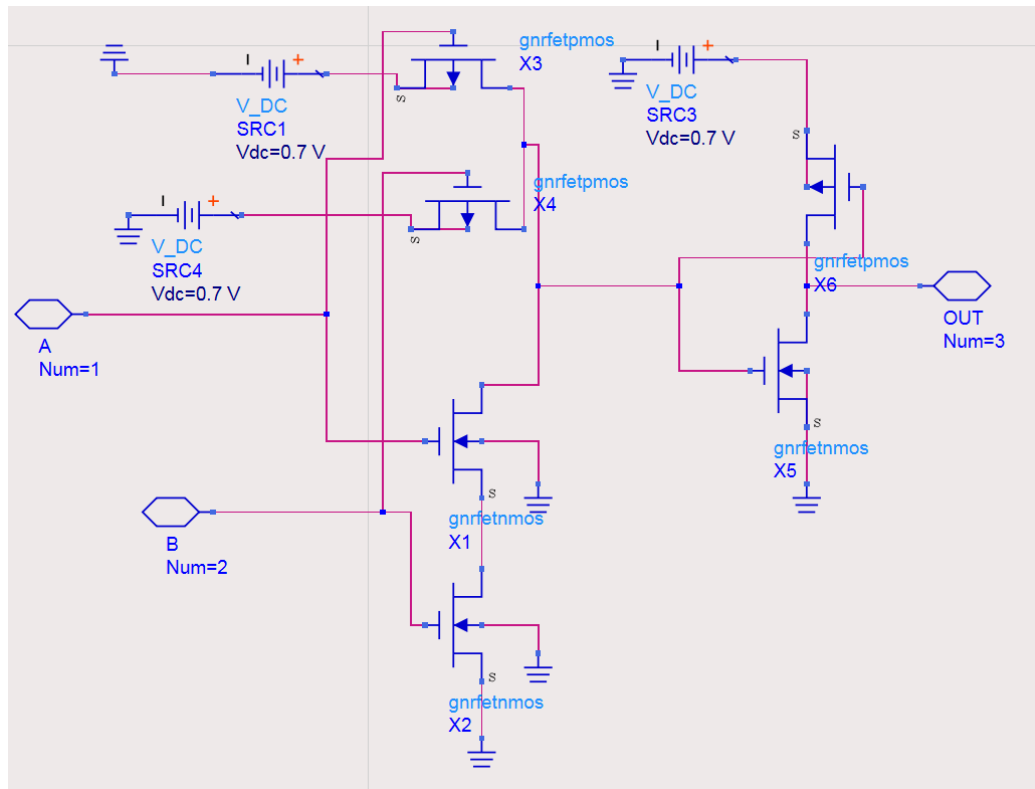 gnrfetpmos
X3
I +
V_DC
SRC1
Vdc=0.7 V
s
I +
V_DC
SRC3
Vdc=0.7 V
s
gnrfetpmos
X4
I +
V_DC
SRC4
Vdc=0.7 V
s
gnrfetpmos
X6
A
Num=1
OUT
Num=3
s
gnrfetnmos
X5
s
gnrfetnmos
X1
B
Num=2
s
gnrfetnmos
X2